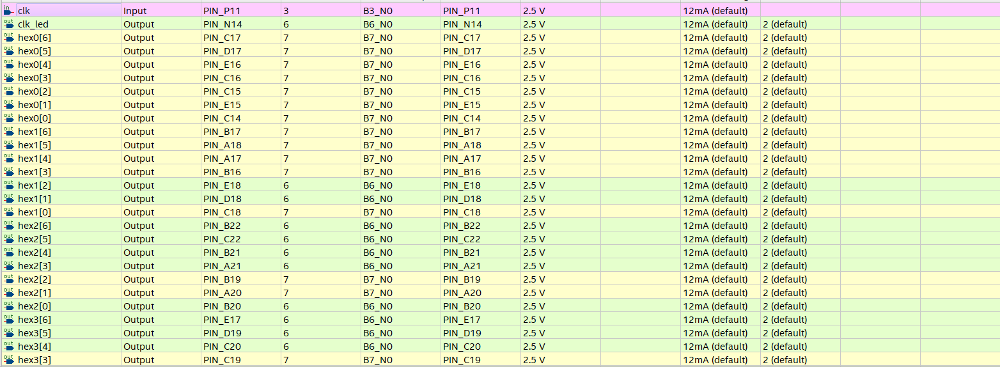 in clk Input PIN_P11 3 B3_N0 PIN_P11 2.5 V 12mA (default)
out clk_led Output PIN_N14 6 B6_N0 PIN_N14 2.5 V 12mA (default) 2 (default)
out hex0[6] Output PIN_C17 7 B7_N0 PIN_C17 2.5 V 12mA (default) 2 (default)
out hex0[5] Output PIN_D17 7 B7_N0 PIN_D17 2.5 V 12mA (default) 2 (default)
out hex0[4] Output PIN_E16 7 B7_N0 PIN_E16 2.5 V 12mA (default) 2 (default)
out hex0[3] Output PIN_C16 7 B7_N0 PIN_C16 2.5 V 12mA (default) 2 (default)
out hex0[2] Output PIN_C15 7 B7_N0 PIN_C15 2.5 V 12mA (default) 2 (default)
out hex0[1] Output PIN_E15 7 B7_N0 PIN_E15 2.5 V 12mA (default) 2 (default)
out hex0[0] Output PIN_C14 7 B7_N0 PIN_C14 2.5 V 12mA (default) 2 (default)
out hex1[6] Output PIN_B17 7 B7_N0 PIN_B17 2.5 V 12mA (default) 2 (default)
out hex1[5] Output PIN_A18 7 B7_N0 PIN_A18 2.5 V 12mA (default) 2 (default)
out hex1[4] Output PIN_A17 7 B7_N0 PIN_A17 2.5 V 12mA (default) 2 (default)
out hex1[3] Output PIN_B16 7 B7_N0 PIN_B16 2.5 V 12mA (default) 2 (default)
out hex1[2] Output PIN_E18 6 B6_N0 PIN_E18 2.5 V 12mA (default) 2 (default)
out hex1[1] Output PIN_D18 6 B6_N0 PIN_D18 2.5 V 12mA (default) 2 (default)
out hex1[0] Output PIN_C18 7 B7_N0 PIN_C18 2.5 V 12mA (default) 2 (default)
out hex2[6] Output PIN_B22 6 B6_N0 PIN_B22 2.5 V 12mA (default) 2 (default)
out hex2[5] Output PIN_C22 6 B6_N0 PIN_C22 2.5 V 12mA (default) 2 (default)
out hex2[4] Output PIN_B21 6 B6_N0 PIN_B21 2.5 V 12mA (default) 2 (default)
out hex2[3] Output PIN_A21 6 B6_N0 PIN_A21 2.5 V 12mA (default) 2 (default)
out hex2[2] Output PIN_B19 7 B7_N0 PIN_B19 2.5 V 12mA (default) 2 (default)
out hex2[1] Output PIN_A20 7 B7_N0 PIN_A20 2.5 V 12mA (default) 2 (default)
out hex2[0] Output PIN_B20 6 B6_N0 PIN_B20 2.5 V 12mA (default) 2 (default)
out hex3[6] Output PIN_E17 6 B6_N0 PIN_E17 2.5 V 12mA (default) 2 (default)
out hex3[5] Output PIN_D19 6 B6_N0 PIN_D19 2.5 V 12mA (default) 2 (default)
out hex3[4] Output PIN_C20 6 B6_N0 PIN_C20 2.5 V 12mA (default) 2 (default)
out hex3[3] Output PIN_C19 7 B7_N0 PIN_C19 2.5 V 12mA (default) 2 (default)